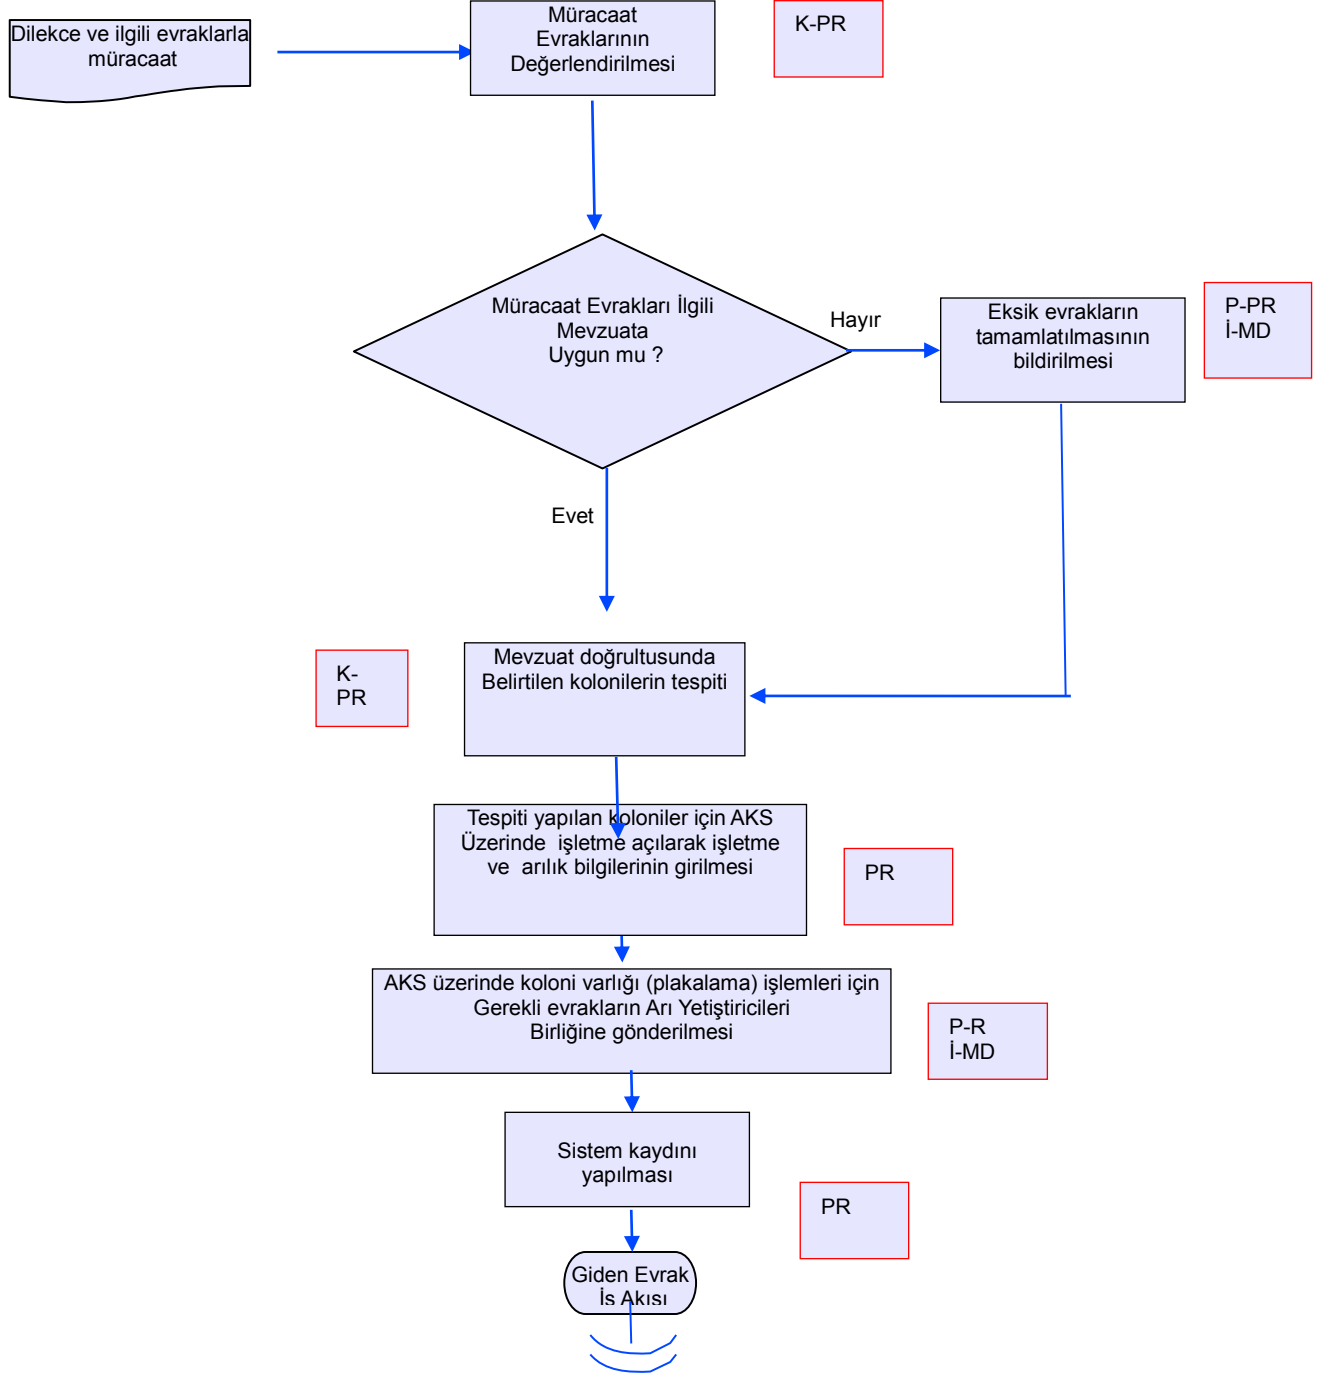 Dilekce ve ilgili evraklarla
müracaat
Müracaat
Evraklarının
Değerlendirilmesi
K-PR
Müracaat Evrakları İlgili
Mevzuata
Uygun mu ?
Hayır
Eksik evrakların
tamamlatılmasının
bildirilmesi
P-PR
İ-MD
Evet
K-
PR
Mevzuat doğrultusunda
Belirtilen kolonilerin tespiti
Tespiti yapılan koloniler için AKS
Üzerinde  işletme açılarak işletme
ve  arılık bilgilerinin girilmesi
PR
AKS üzerinde koloni varlığı (plakalama) işlemleri için
Gerekli evrakların Arı Yetiştiricileri
Birliğine gönderilmesi
P-R
İ-MD
Sistem kaydını
yapılması
PR
Giden Evrak
İs Akısı